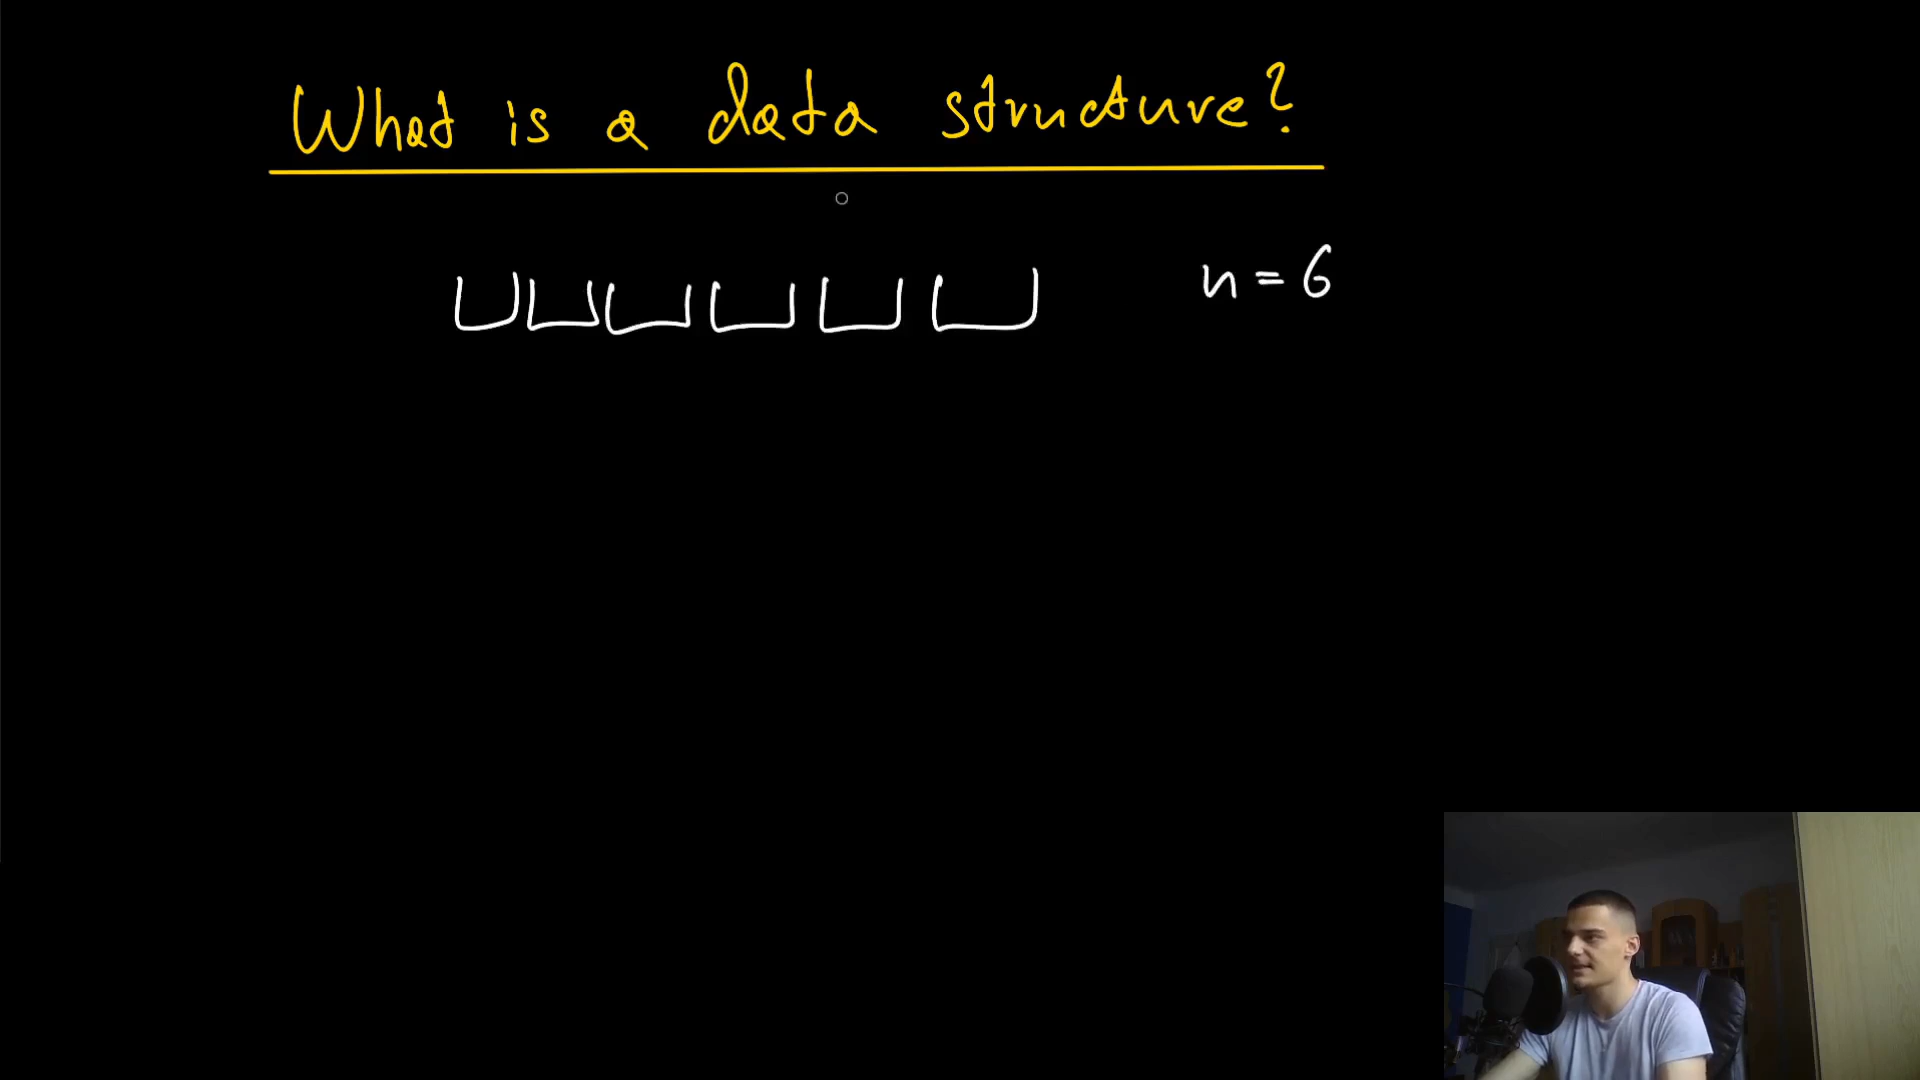 What is a data structure?
n = 6